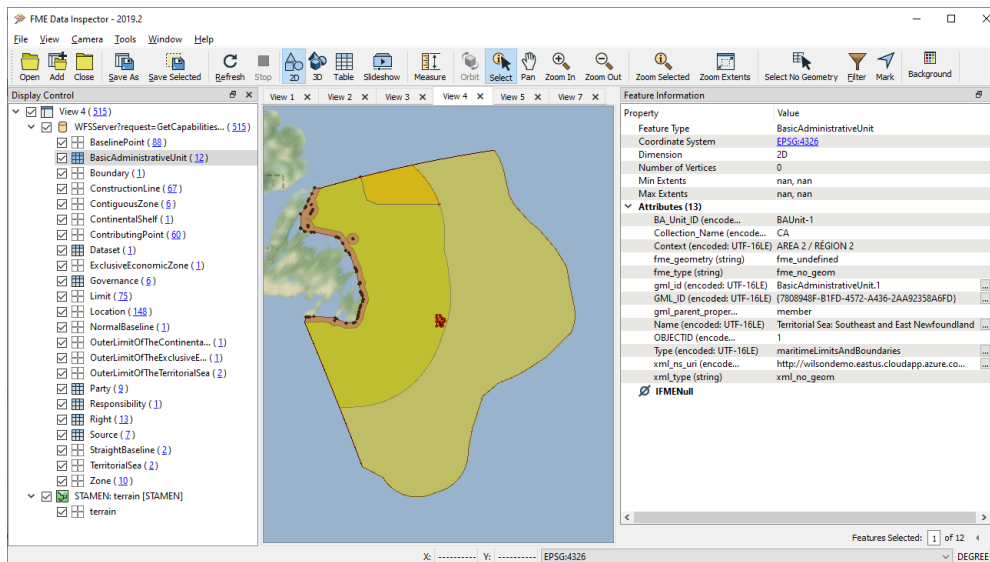 FME Data Inspector - 2019.2
File View Camera Tools Window Help
Open Add Close Save As Save Selected Refresh Stop 2D 3D Table Slideshow Measure Orbit Select Pan Zoom In Zoom Out Zoom Selected Zoom Extents Select No Geometry Filter Mark Background
Display Control
View 4 (515)
WFSServer?request=GetCapabilities... (515)
BaselinePoint (88)
BasicAdministrativeUnit (12)
Boundary (1)
ConstructionLine (67)
ContiguousZone (6)
ContinentalShelf (1)
ContributingPoint (60)
Dataset (1)
ExclusiveEconomicZone (1)
Governance (6)
Limit (75)
Location (148)
NormalBaseline (1)
OuterLimitOfTheContinenta... (1)
OuterLimitOfTheExclusiveE... (1)
OuterLimitOfTheTerritorialSea (2)
Party (9)
Responsibility (1)
Right (13)
Source (7)
StraightBaseline (2)
TerritorialSea (2)
Zone (10)
STAMEN: terrain [STAMEN]
terrain
View 1 View 2 View 3 View 4 View 5 View 7
Feature Information
Property Value
Feature Type BasicAdministrativeUnit
Coordinate System EPSG:4326
Dimension 2D
Number of Vertices 0
Min Extents nan, nan
Max Extents nan, nan
Attributes (13)
BA_Unit_ID (encode... BAUnit-1
Collection_Name (encode... CA
Context (encoded: UTF-16LE) AREA 2 / RÉGION 2
fme_geometry (string) fme_undefined
fme_type (string) fme_no_geom
gml_id (encoded: UTF-16LE) BasicAdministrativeUnit.1
GML_ID (encoded: UTF-16LE) {7808948F-B1FD-4572-A436-2AA92358A6FD}
gml_parent_proper... member
Name (encoded: UTF-16LE) Territorial Sea: Southeast and East Newfoundland ...
OBJECTID (encode... 1
Type (encoded: UTF-16LE) maritimeLimitsAndBoundaries
xml_ns_uri (encode... http://wilsondemo.eastus.cloudapp.azure.co... ...
xml_type (string) xml_no_geom
IFMENull
Features Selected: 1 of 12
X: ---------- Y: ---------- EPSG:4326 DEGREE